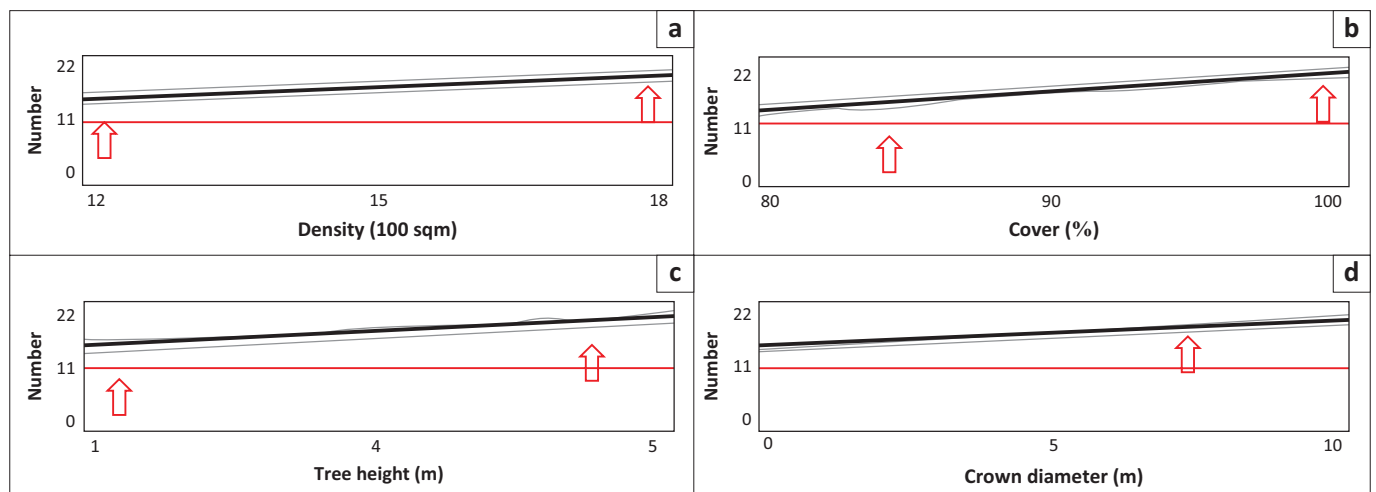 a
Number
22
11
0
12 15 18
Density (100 sqm)
b
Number
22
11
0
80 90 100
Cover (%)
c
Number
22
11
0
1 4 5
Tree height (m)
d
Number
22
11
0
0 5 10
Crown diameter (m)